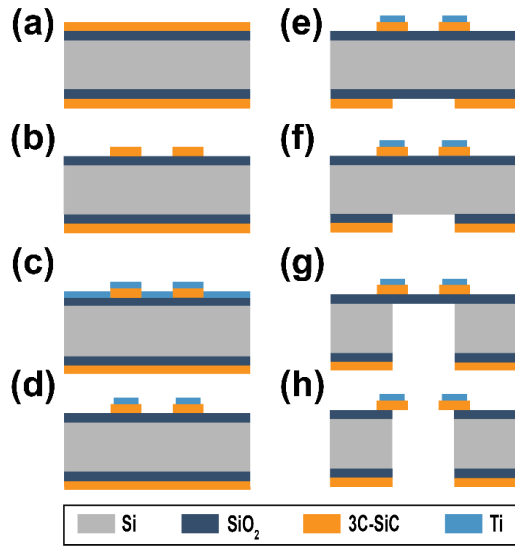 (a)
(b)
(c)
(d)
(e)
(f)
(g)
(h)
Si SiO₂ 3C-SiC Ti